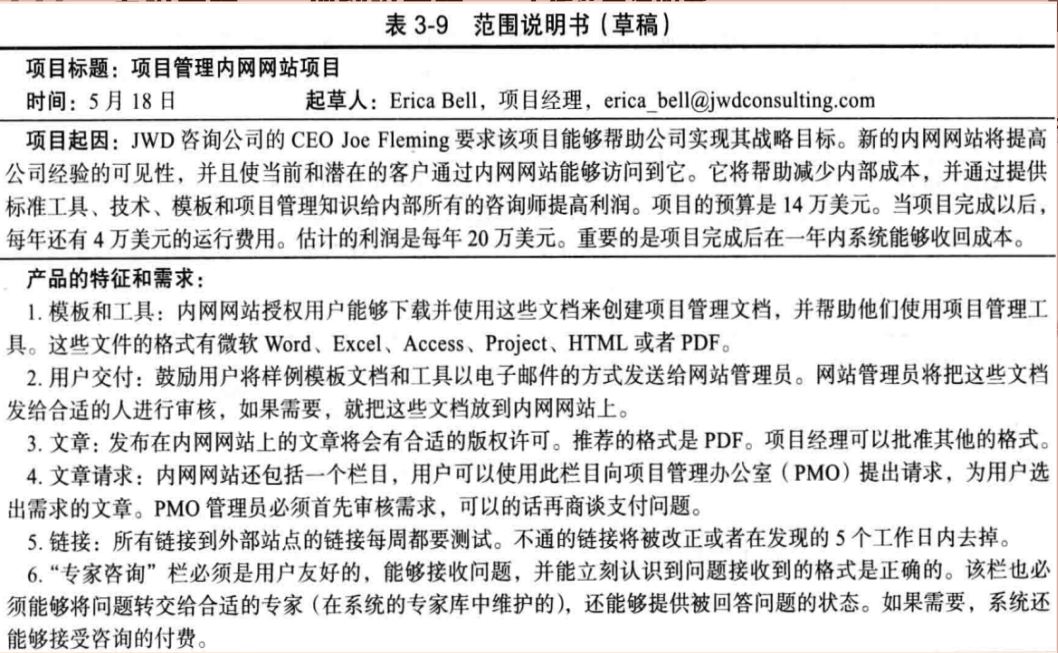 表 3-9 范围说明书（草稿）
项目标题：项目管理内网网站项目
时间：5 月 18 日 起草人：Erica Bell，项目经理，erica_bell@jwdconsulting.com
项目起因：JWD 咨询公司的 CEO Joe Fleming 要求该项目能够帮助公司实现其战略目标。新的内网网站将提高
公司经验的可见性，并且使当前和潜在的客户通过内网网站能够访问到它。它将帮助减少内部成本，并通过提供
标准工具、技术、模板和项目管理知识给内部所有的咨询师提高利润。项目的预算是 14 万美元。当项目完成以后，
每年还有 4 万美元的运行费用。估计的利润是每年 20 万美元。重要的是项目完成后在一年内系统能够收回成本。
产品的特征和需求：
1. 模板和工具：内网网站授权用户能够下载并使用这些文档来创建项目管理文档，并帮助他们使用项目管理工
具。这些文件的格式有微软 Word、Excel、Access、Project、HTML 或者 PDF。
2. 用户交付：鼓励用户将样例模板文档和工具以电子邮件的方式发送给网站管理员。网站管理员将把这些文档
发给合适的人进行审核，如果需要，就把这些文档放到内网网站上。
3. 文章：发布在内网网站上的文章将会有合适的版权许可。推荐的格式是 PDF。项目经理可以批准其他的格式。
4. 文章请求：内网网站还包括一个栏目，用户可以使用此栏目向项目管理办公室（PMO）提出请求，为用户选
出需求的文章。PMO 管理员必须首先审核需求，可以的话再商谈支付问题。
5. 链接：所有链接到外部站点的链接每周都要测试。不通的链接将被改正或者在发现的 5 个工作日内去掉。
6. “专家咨询”栏必须是用户友好的，能够接收问题，并能立刻认识到问题接收到的格式是正确的。该栏也必
须能够将问题转交给合适的专家（在系统的专家库中维护的），还能够提供被回答问题的状态。如果需要，系统还
能够接受咨询的付费。